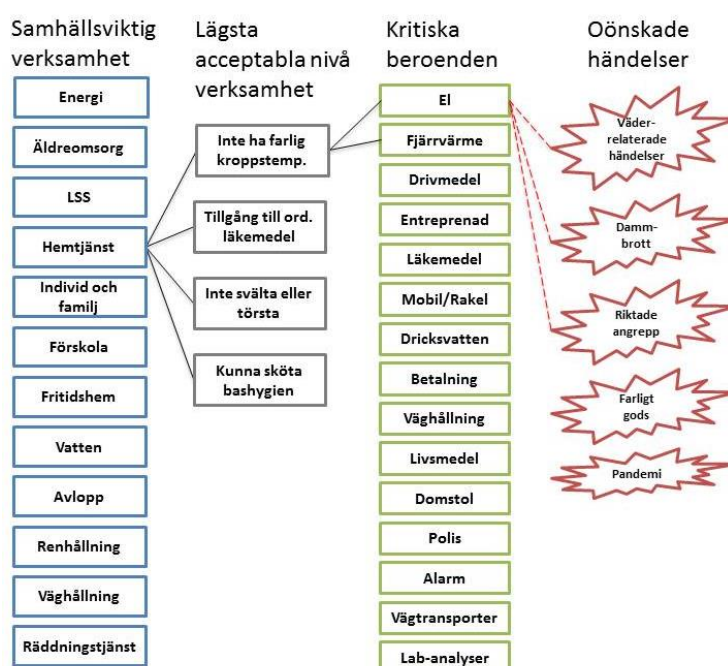 Samhällsviktig
verksamhet
Energi
Äldreomsorg
LSS
Hemtjänst
Individ och
familj
Förskola
Fritidshem
Vatten
Avlopp
Renhållning
Väghållning
Räddningstjänst
Lägsta
acceptabla nivå
verksamhet
Inte ha farlig
kroppstemp.
Tillgång till ord.
läkemedel
Inte svälta eller
törsta
Kunna sköta
bashygien
Kritiska
beroenden
El
Fjärrvärme
Drivmedel
Entreprenad
Läkemedel
Mobil/Rakel
Dricksvatten
Betalning
Väghållning
Livsmedel
Domstol
Polis
Alarm
Vägtransporter
Lab-analyser
Oönskade
händelser
Väder-
relaterade
händelser
Damm-
brott
Riktade
angrepp
Farligt
gods
Pandemi